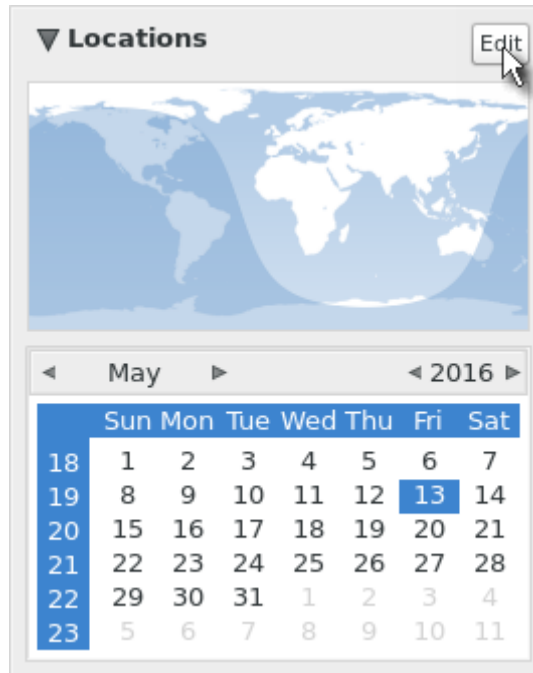 Locations Edit
May 2016
Sun Mon Tue Wed Thu Fri Sat
18 1 2 3 4 5 6 7
19 8 9 10 11 12 13 14
20 15 16 17 18 19 20 21
21 22 23 24 25 26 27 28
22 29 30 31 1 2 3 4
23 5 6 7 8 9 10 11